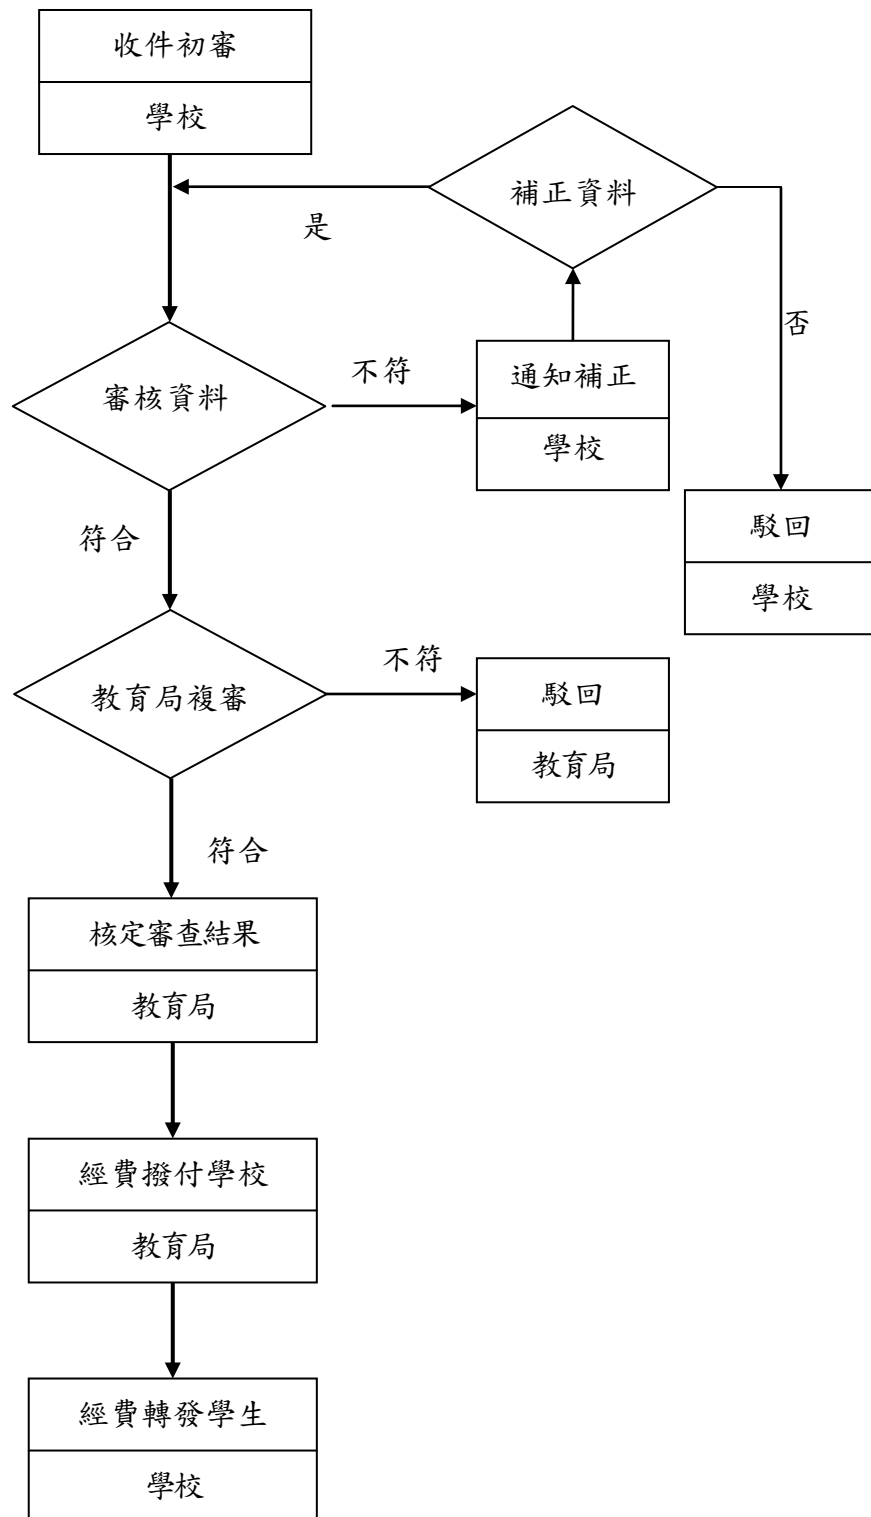 收件初審
學校
補正資料
是
否
審核資料
不符
通知補正
學校
符合
駁回
學校
教育局複審
不符
駁回
教育局
符合
核定審查結果
教育局
經費撥付學校
教育局
經費轉發學生
學校